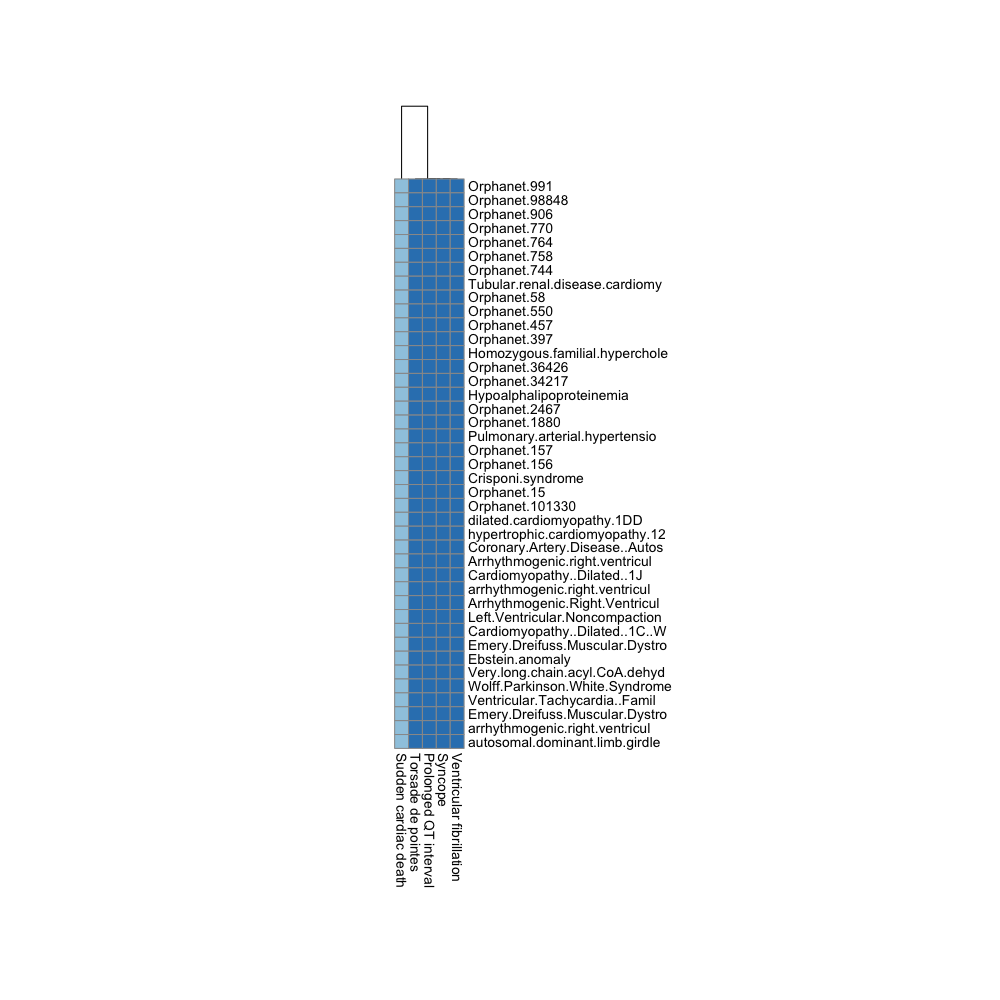 Orphanet.991
Orphanet.98848
Orphanet.906
Orphanet.770
Orphanet.764
Orphanet.758
Orphanet.744
Tubular.renal.disease.cardiomy
Orphanet.58
Orphanet.550
Orphanet.457
Orphanet.397
Homozygous.familial.hyperchole
Orphanet.36426
Orphanet.34217
Hypoalphalipoproteinemia
Orphanet.2467
Orphanet.1880
Pulmonary.arterial.hypertensio
Orphanet.157
Orphanet.156
Crisponi.syndrome
Orphanet.15
Orphanet.101330
dilated.cardiomyopathy.1DD
hypertrophic.cardiomyopathy.12
Coronary.Artery.Disease..Autos
Arrhythmogenic.right.ventricul
Cardiomyopathy..Dilated..1J
arrhythmogenic.right.ventricul
Arrhythmogenic.Right.Ventricul
Left.Ventricular.Noncompaction
Cardiomyopathy..Dilated..1C..W
Emery.Dreifuss.Muscular.Dystro
Ebstein.anomaly
Very.long.chain.acyl.CoA.dehyd
Wolff.Parkinson.White.Syndrome
Ventricular.Tachycardia..Famil
Emery.Dreifuss.Muscular.Dystro
arrhythmogenic.right.ventricul
autosomal.dominant.limb.girdle
Sudden cardiac death
Torsade de pointes
Prolonged QT interval
Syncope
Ventricular fibrillation